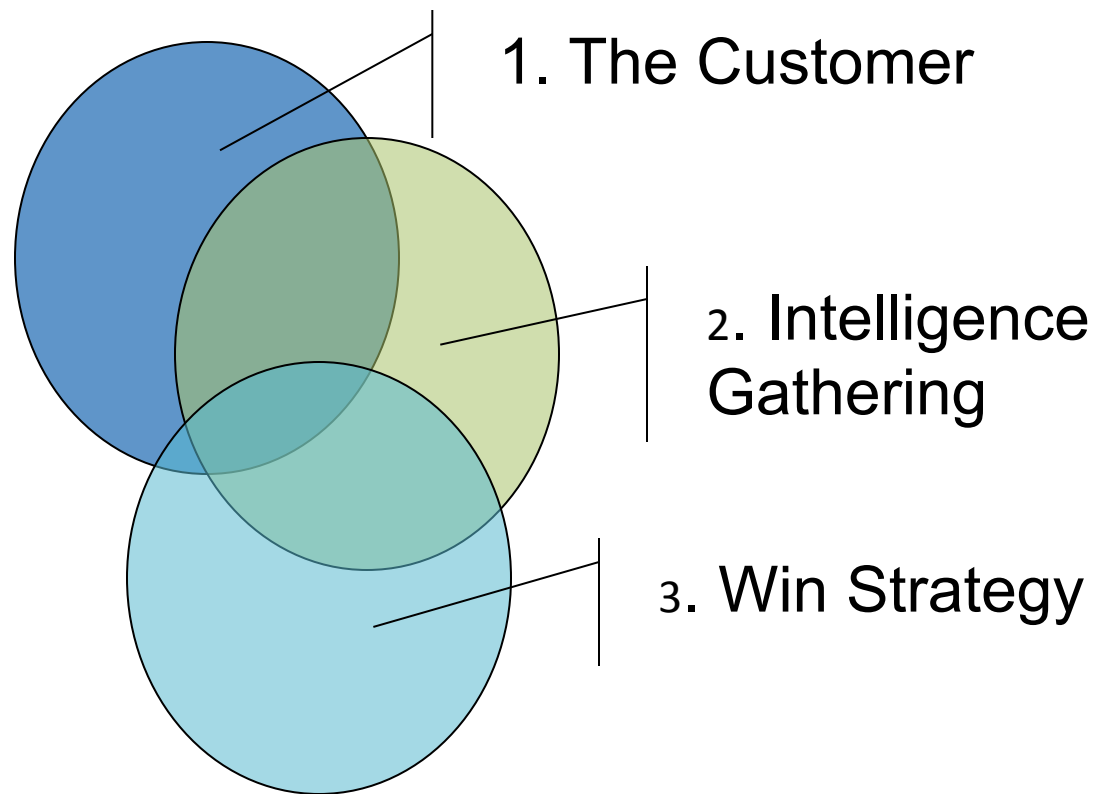 1. The Customer
2. Intelligence
Gathering
3. Win Strategy